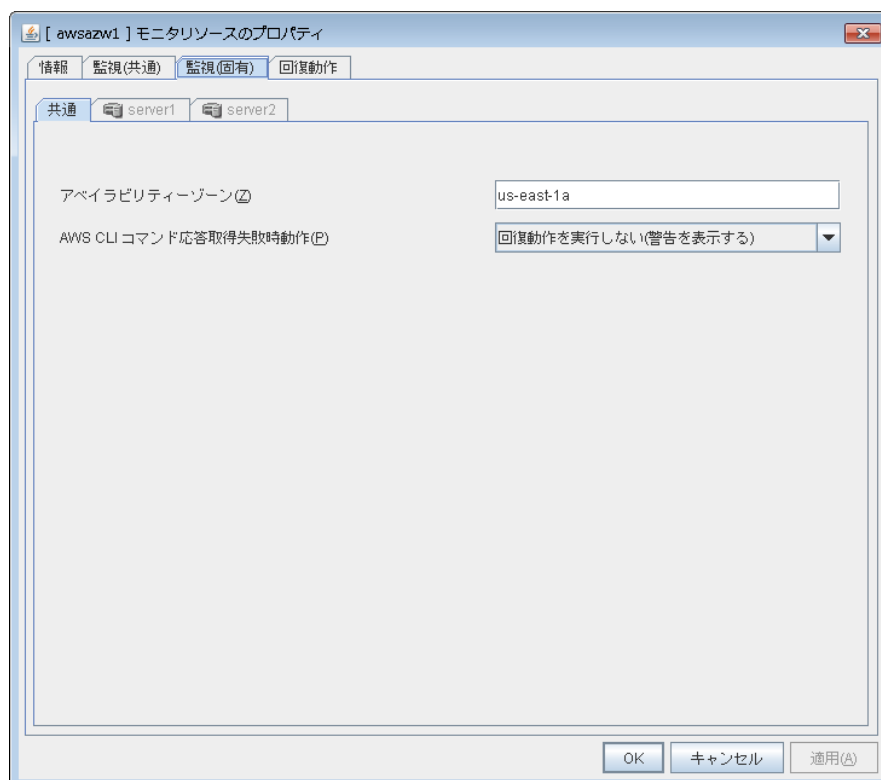 [ awsazw1 ] モニタリソースのプロパティ
情報 監視(共通) 監視(固有) 回復動作
共通 server1 server2
アベイラビリティーゾーン(Z) us-east-1a
AWS CLI コマンド応答取得失敗時動作(P) 回復動作を実行しない(警告を表示する)
OK キャンセル 適用(A)